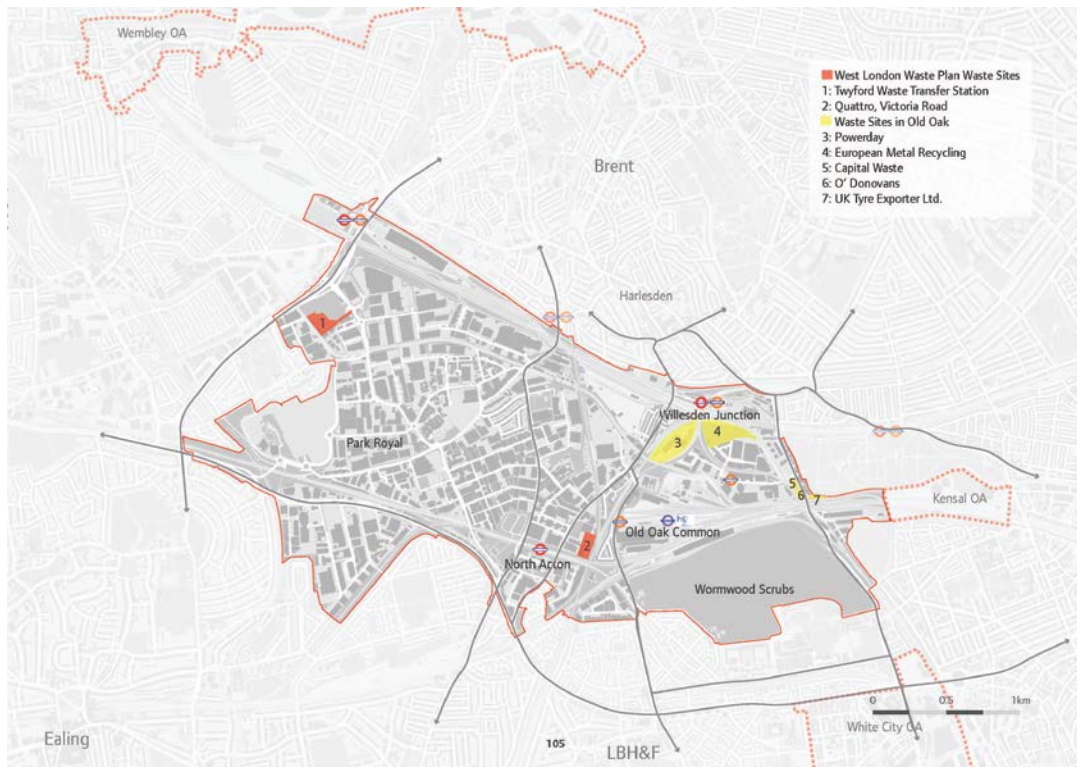 Wembley OA
West London Waste Plan Waste Sites
1: Twyford Waste Transfer Station
2: Quattro, Victoria Road
Waste Sites in Old Oak
3: Powerday
4: European Metal Recycling
5: Capital Waste
6: O' Donovans
7: UK Tyre Exporter Ltd.
Brent
Harlesden
1
Willesden Junction
3
4
Park Royal
5
6
7
Kensal OA
Old Oak Common
2
North Acton
Wormwood Scrubs
0
0.5
1km
White City OA
Ealing
105
LBH&F